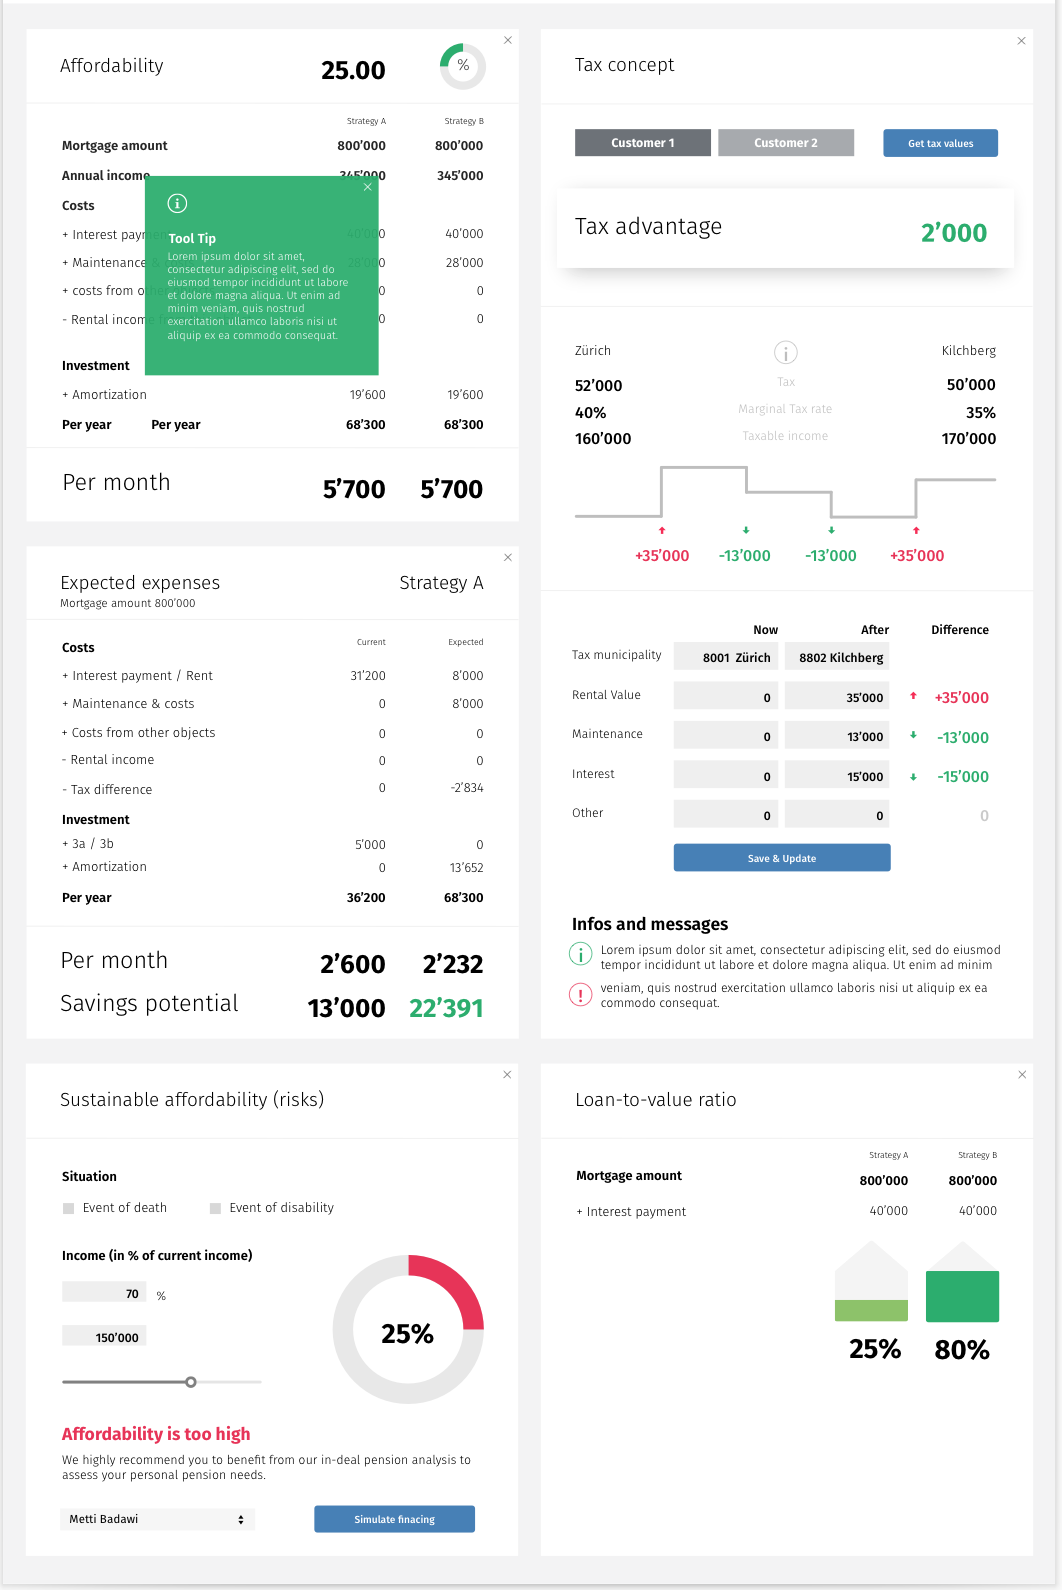 Affordability 25.00 %
Strategy A Strategy B
Mortgage amount 800’000 800’000
Annual income 345’000 345’000
Costs
+ Interest paym 40’000 40’000
+ Maintenance & costs 28’000 28’000
+ costs from other 0 0
- Rental income 0 0
Tool Tip
Lorem ipsum dolor sit amet,
consectetur adipiscing elit, sed do
eiusmod tempor incididunt ut labore
et dolore magna aliqua. Ut enim ad
minim veniam, quis nostrud
exercitation ullamco laboris nisi ut
aliquip ex ea commodo consequat.
Investment
+ Amortization 19’600 19’600
Per year Per year 68’300 68’300
Per month 5’700 5’700
Expected expenses Strategy A
Mortgage amount 800’000
Costs Current Expected
+ Interest payment / Rent 31’200 8’000
+ Maintenance & costs 0 8’000
+ Costs from other objects 0 0
- Rental income 0 0
- Tax difference 0 -2’834
Investment
+ 3a / 3b 5’000 0
+ Amortization 0 13’652
Per year 36’200 68’300
Per month 2’600 2’232
Savings potential 13’000 22’391
Sustainable affordability (risks)
Situation
Event of death Event of disability
Income (in % of current income)
70 %
150’000
25%
Affordability is too high
We highly recommend you to benefit from our in-deal pension analysis to
assess your personal pension needs.
Metti Badawi Simulate finacing
Tax concept
Customer 1 Customer 2 Get tax values
Tax advantage 2’000
Zürich Kilchberg
52’000 Tax 50’000
40% Marginal Tax rate 35%
160’000 Taxable income 170’000
+35’000 -13’000 -13’000 +35’000
Now After Difference
Tax municipality 8001 Zürich 8802 Kilchberg
Rental Value 0 35’000 +35’000
Maintenance 0 13’000 -13’000
Interest 0 15’000 -15’000
Other 0 0 0
Save & Update
Infos and messages
Lorem ipsum dolor sit amet, consectetur adipiscing elit, sed do eiusmod
tempor incididunt ut labore et dolore magna aliqua. Ut enim ad minim
veniam, quis nostrud exercitation ullamco laboris nisi ut aliquip ex ea
commodo consequat.
Loan-to-value ratio
Strategy A Strategy B
Mortgage amount 800’000 800’000
+ Interest payment 40’000 40’000
25% 80%